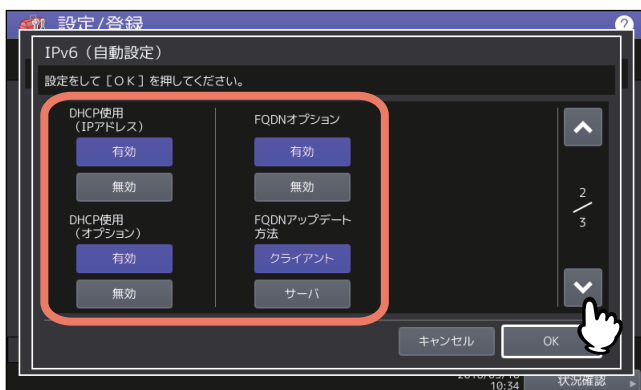 設定/登録
?
IPv6（自動設定）
設定をして［OK］を押してください。
DHCP使用
（IPアドレス）
有効
無効
FQDNオプション
有効
無効
DHCP使用
（オプション）
有効
無効
FQDNアップデート
方法
クライアント
サーバ
2
3
キャンセル
OK
10:34
状況確認